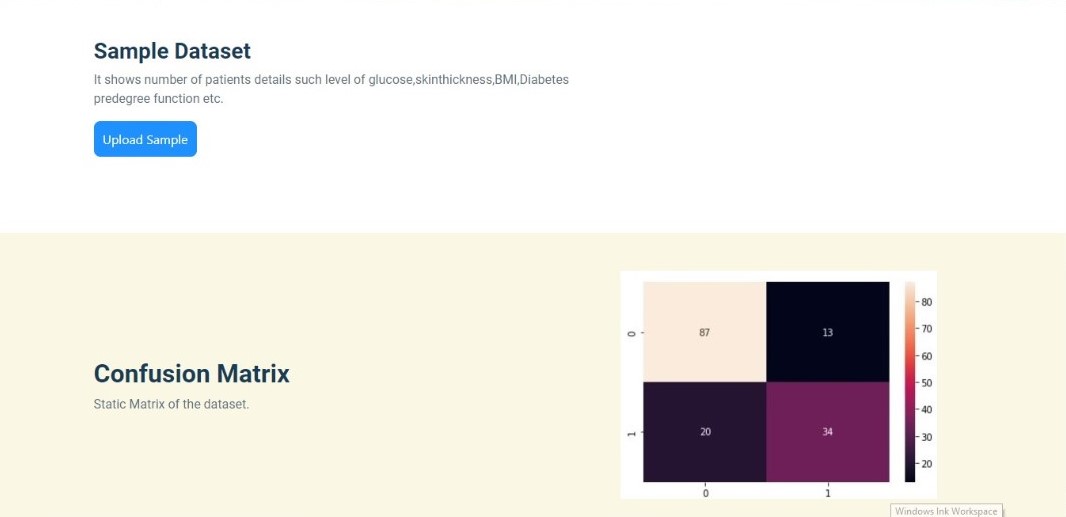 Sample Dataset
It shows number of patients details such level of glucose,skinthickness,BMI,Diabetes
predegree function etc.
Upload Sample
Confusion Matrix
Static Matrix of the dataset.
0
87
13
1
20
34
0
1
80
70
60
50
40
30
20
Windows Ink Workspace